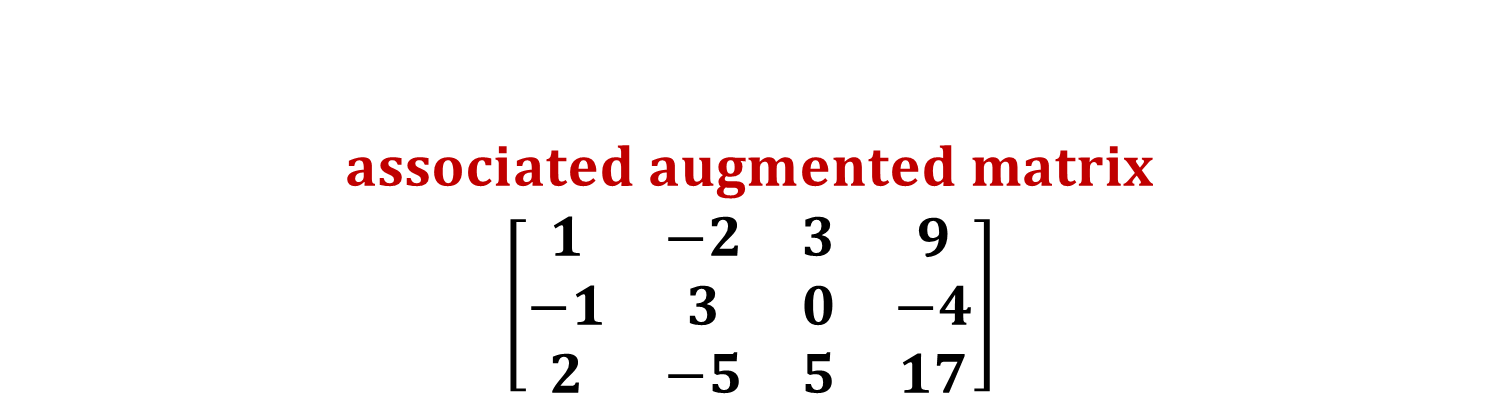 associated augmented matrix
1 −2 3 9
−1 3 0 −4
2 −5 5 17